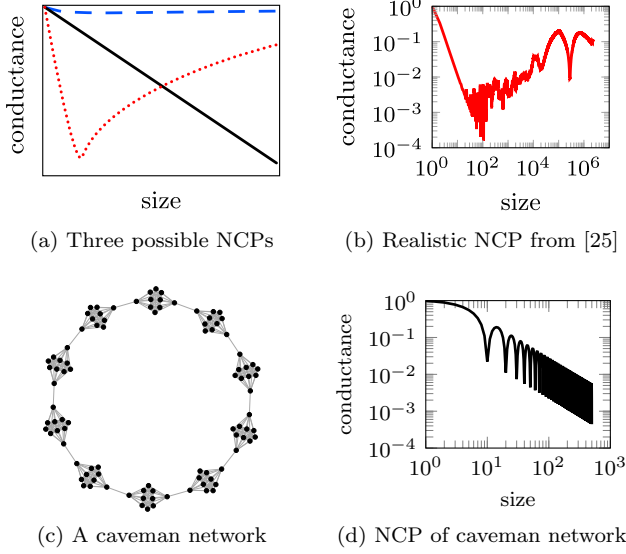 conductance
size
(a) Three possible NCPs
10^0
10^−1
10^−2
10^−3
10^−4
conductance
10^0 10^2 10^4 10^6
size
(b) Realistic NCP from [25]
(c) A caveman network
10^0
10^−1
10^−2
10^−3
10^−4
conductance
10^0 10^1 10^2 10^3
size
(d) NCP of caveman network